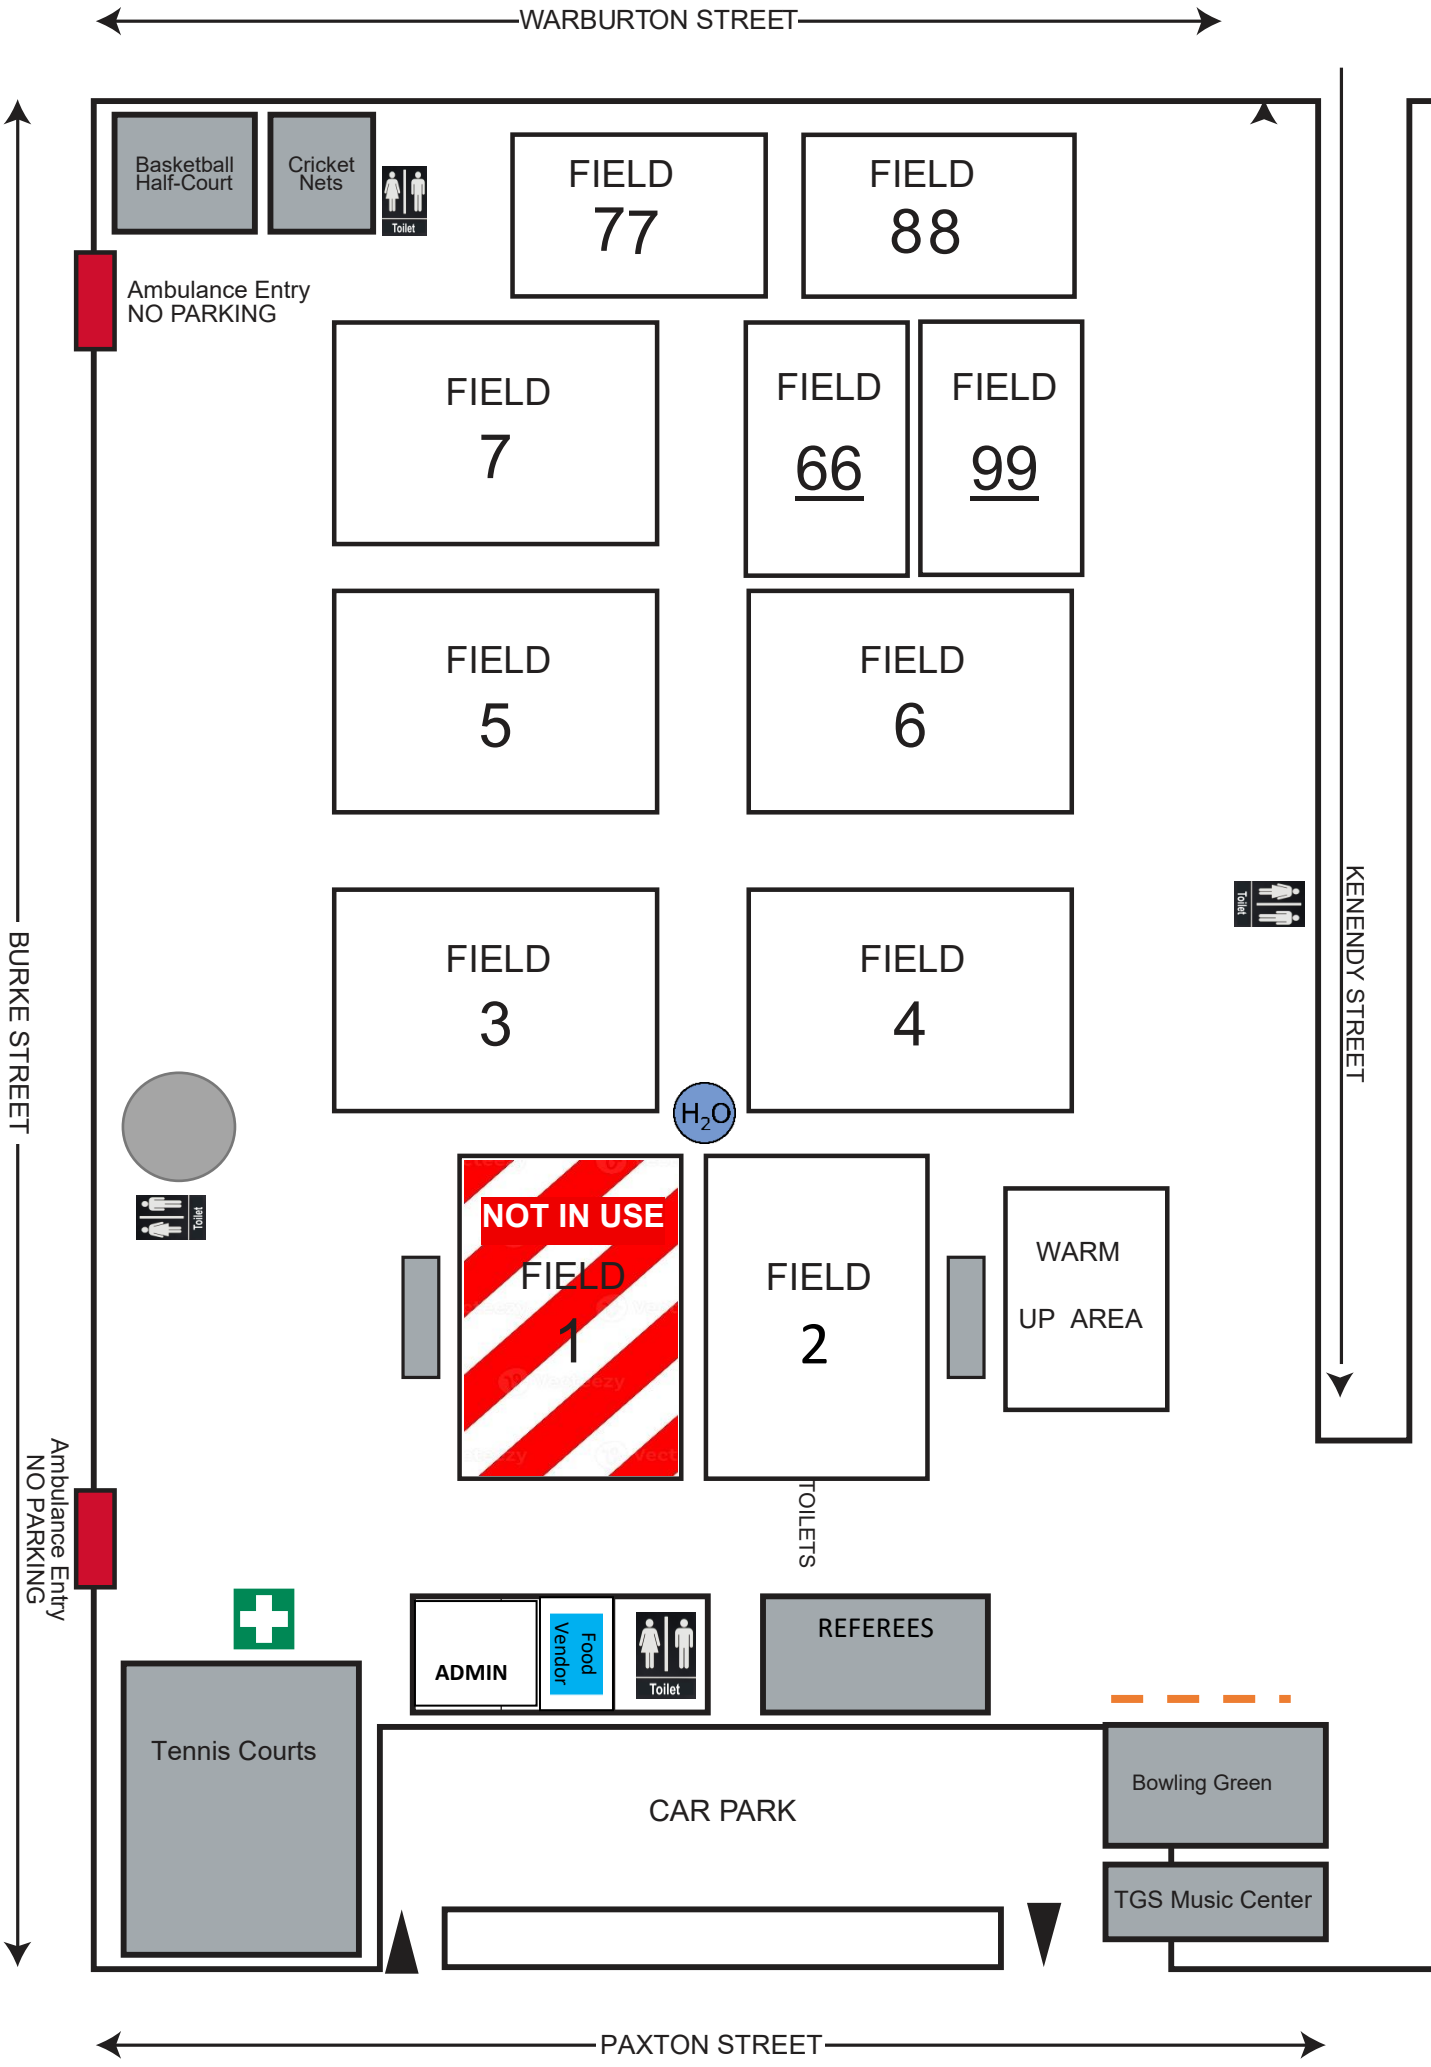 WARBURTON STREET
Basketball
Half-Court
Cricket
Nets
Toilet
FIELD
77
FIELD
88
Ambulance Entry
NO PARKING
FIELD
7
FIELD
66
FIELD
99
FIELD
5
FIELD
6
KENENDY STREET
Toilet
BURKE STREET
FIELD
3
FIELD
4
H₂O
Toilet
NOT IN USE
FIELD
1
FIELD
2
WARM
UP AREA
Ambulance Entry
NO PARKING
TOILETS
ADMIN
Food
Vendor
Toilet
REFEREES
Tennis Courts
CAR PARK
Bowling Green
TGS Music Center
PAXTON STREET